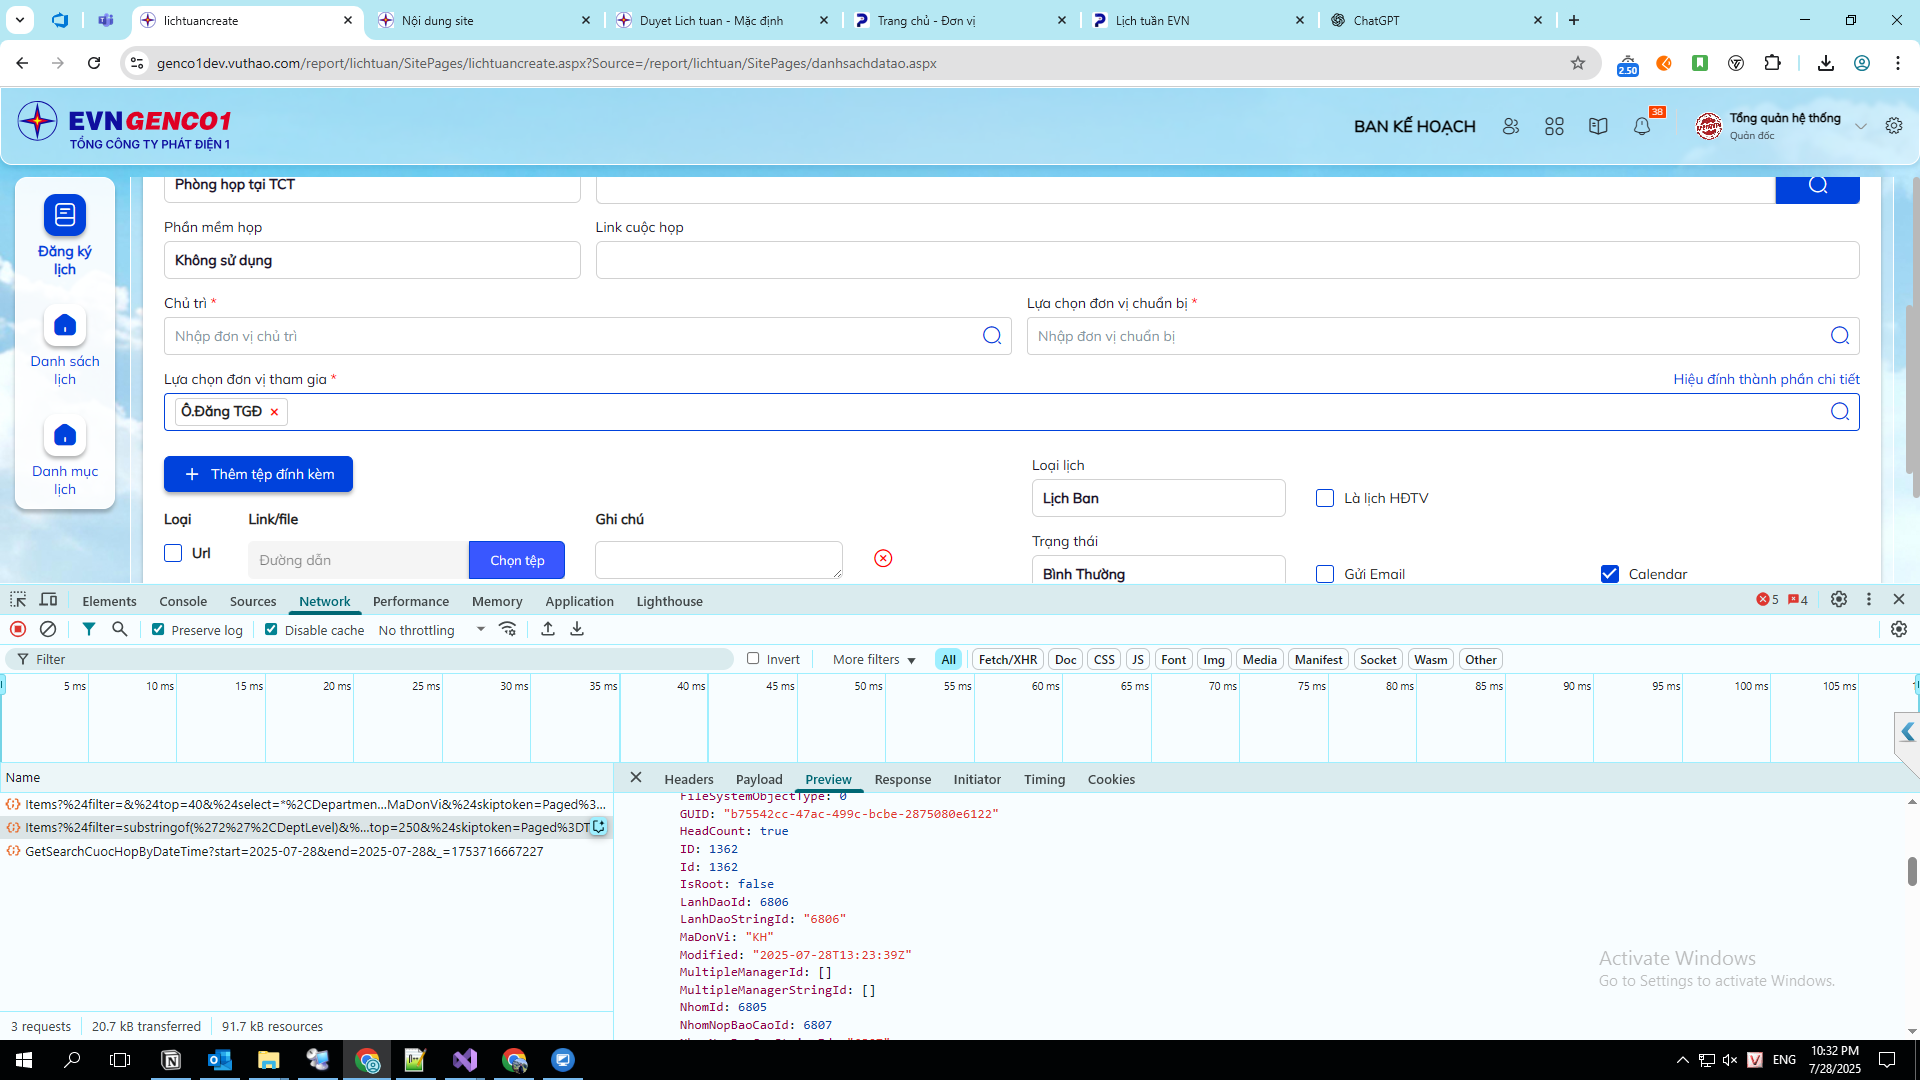 lichtuancreate
Nội dung site
Duyet Lich tuan - Mặc định
Trang chủ - Đơn vị
Lịch tuần EVN
ChatGPT
genco1dev.vuthao.com/report/lichtuan/SitePages/lichtuancreate.aspx?Source=/report/lichtuan/SitePages/danhsachdatao.aspx
2.50
EVNGENCO1
TỔNG CÔNG TY PHÁT ĐIỆN 1
BAN KẾ HOẠCH
38
Tổng quản hệ thống
Quản đốc
Đăng ký
lịch
Danh sách
lịch
Danh mục
lịch
Phòng họp tại TCT
Phần mềm họp
Link cuộc họp
Không sử dụng
Chủ trì *
Lựa chọn đơn vị chuẩn bị *
Nhập đơn vị chủ trì
Nhập đơn vị chuẩn bị
Lựa chọn đơn vị tham gia *
Hiệu đính thành phần chi tiết
Ô.Đăng TGĐ ×
+ Thêm tệp đính kèm
Loại lịch
Lịch Ban
Là lịch HĐTV
Loại
Link/file
Ghi chú
Trạng thái
Url
Đường dẫn
Chọn tệp
Bình Thường
Gửi Email
Calendar
Elements
Console
Sources
Network
Performance
Memory
Application
Lighthouse
5
4
Preserve log
Disable cache
No throttling
Filter
Invert
More filters
All
Fetch/XHR
Doc
CSS
JS
Font
Img
Media
Manifest
Socket
Wasm
Other
5 ms
10 ms
15 ms
20 ms
25 ms
30 ms
35 ms
40 ms
45 ms
50 ms
55 ms
60 ms
65 ms
70 ms
75 ms
80 ms
85 ms
90 ms
95 ms
100 ms
105 ms
Name
Items?%24filter=&%24top=40&%24select=*%2CDepartmen...MaDonVi&%24skiptoken=Paged%3...
Items?%24filter=substringof(%272%27%2CDeptLevel)&%...top=250&%24skiptoken=Paged%3DT
GetSearchCuocHopByDateTime?start=2025-07-28&end=2025-07-28&_=1753716667227
3 requests
20.7 kB transferred
91.7 kB resources
Headers
Payload
Preview
Response
Initiator
Timing
Cookies
FileSystemObjectType: 0
GUID: "b75542cc-47ac-499c-bcbe-2875080e6122"
HeadCount: true
ID: 1362
Id: 1362
IsRoot: false
LanhDaoId: 6806
LanhDaoStringId: "6806"
MaDonVi: "KH"
Modified: "2025-07-28T13:23:39Z"
MultipleManagerId: []
MultipleManagerStringId: []
NhomId: 6805
NhomNopBaoCaoId: 6807
Activate Windows
Go to Settings to activate Windows.
ENG
10:32 PM
7/28/2025